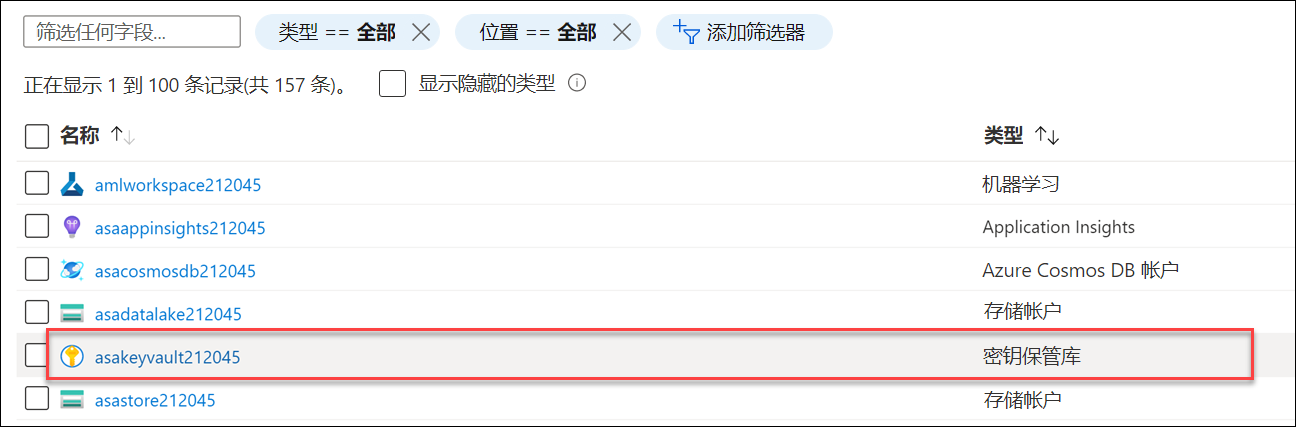 筛选任何字段... 类型 == 全部 位置 == 全部 添加筛选器
正在显示 1 到 100 条记录(共 157 条)。 显示隐藏的类型
名称 类型
amlworkspace212045 机器学习
asaappinsights212045 Application Insights
asacosmosdb212045 Azure Cosmos DB 帐户
asadatalake212045 存储帐户
asakeyvault212045 密钥保管库
asastore212045 存储帐户